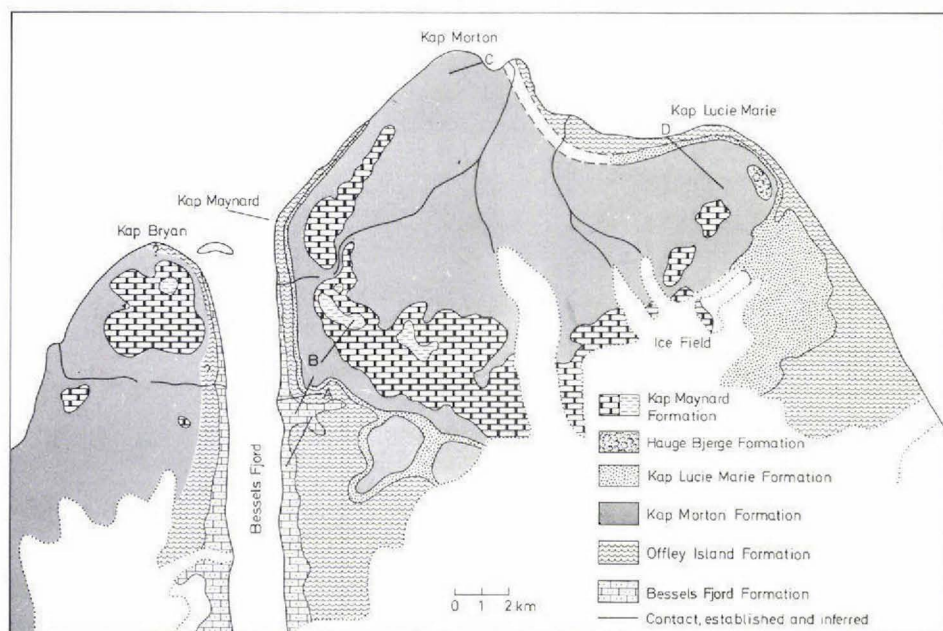 Kap Morton
C
Kap Lucie Marie
D
Kap Maynard
Kap Bryan
B
A
Ice Field
Bessels Fjord
Kap Maynard
Formation
Hauge Bjerge Formation
Kap Lucie Marie Formation
Kap Morton Formation
Offley Island Formation
Bessels Fjord Formation
Contact, established and inferred
0 1 2 km
?
?